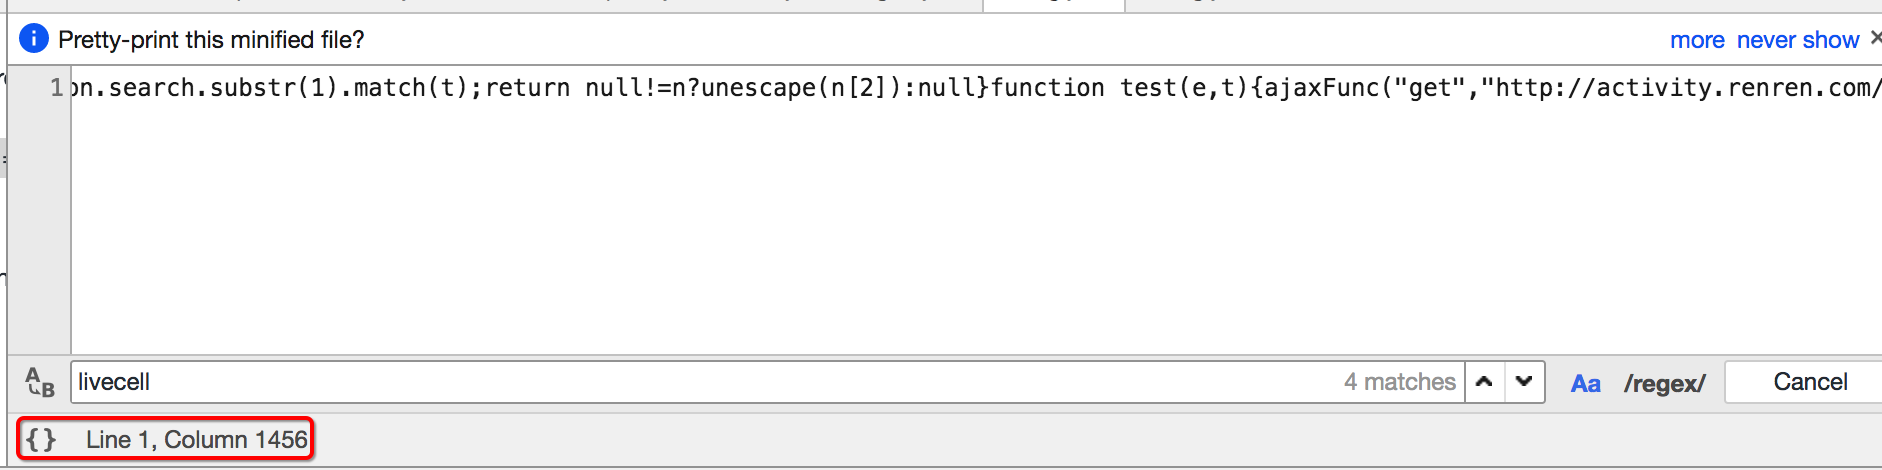 Pretty-print this minified file? more never show ×
1 on.search.substr(1).match(t);return null!=n?unescape(n[2]):null}function test(e,t){ajaxFunc("get","http://activity.renren.com/
livecell 4 matches Aa /regex/ Cancel
{} Line 1, Column 1456